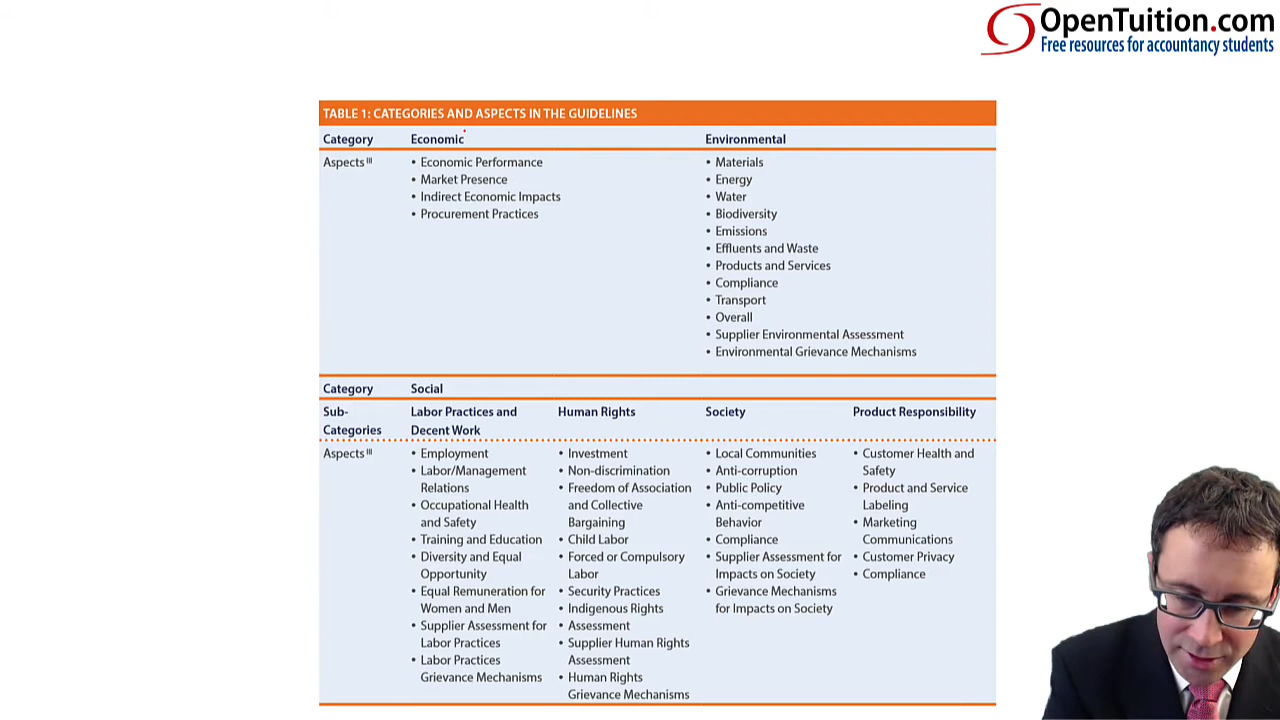 OpenTuition.com
Free resources for accountancy students
TABLE 1: CATEGORIES AND ASPECTS IN THE GUIDELINES
Category Economic Environmental
Aspects III
• Economic Performance
• Market Presence
• Indirect Economic Impacts
• Procurement Practices
• Materials
• Energy
• Water
• Biodiversity
• Emissions
• Effluents and Waste
• Products and Services
• Compliance
• Transport
• Overall
• Supplier Environmental Assessment
• Environmental Grievance Mechanisms
Category Social
Sub-
Categories
Labor Practices and
Decent Work
Human Rights
Society
Product Responsibility
Aspects III
• Employment
• Labor/Management
Relations
• Occupational Health
and Safety
• Training and Education
• Diversity and Equal
Opportunity
• Equal Remuneration for
Women and Men
• Supplier Assessment for
Labor Practices
• Labor Practices
Grievance Mechanisms
• Investment
• Non-discrimination
• Freedom of Association
and Collective
Bargaining
• Child Labor
• Forced or Compulsory
Labor
• Security Practices
• Indigenous Rights
• Assessment
• Supplier Human Rights
Assessment
• Human Rights
Grievance Mechanisms
• Local Communities
• Anti-corruption
• Public Policy
• Anti-competitive
Behavior
• Compliance
• Supplier Assessment for
Impacts on Society
• Grievance Mechanisms
for Impacts on Society
• Customer Health and
Safety
• Product and Service
Labeling
• Marketing
Communications
• Customer Privacy
• Compliance